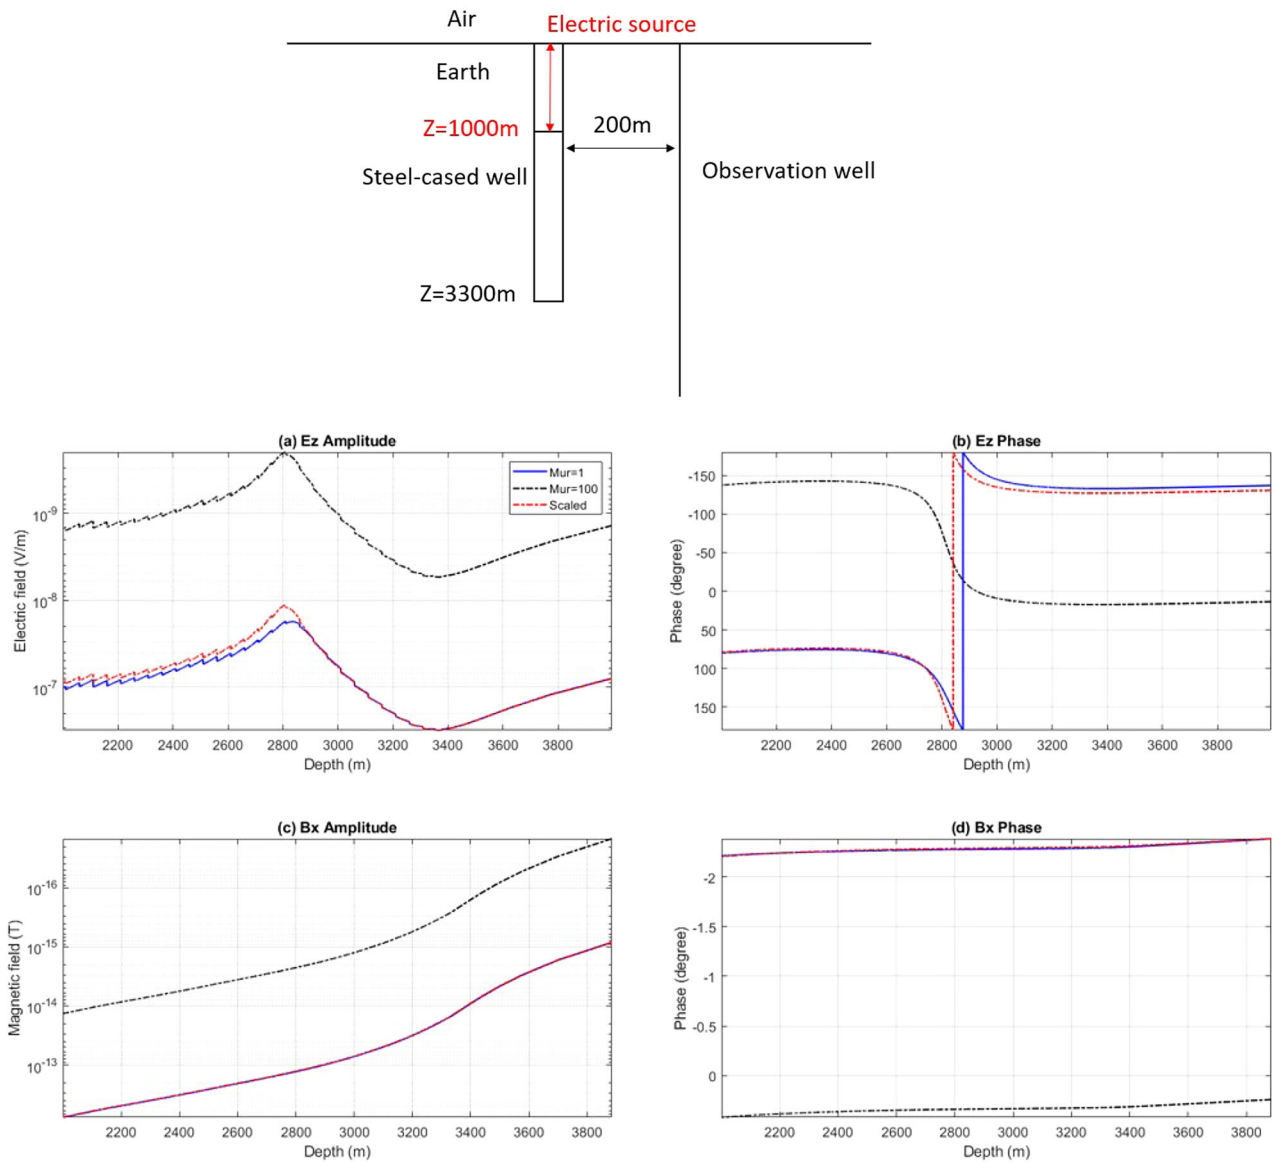 Air
Electric source
Earth
Z=1000m
200m
Steel-cased well
Observation well
Z=3300m
(a) Ez Amplitude
Mur=1
Mur=100
Scaled
10-9
10-8
10-7
Electric field (V/m)
2200 2400 2600 2800 3000 3200 3400 3600 3800
Depth (m)
(b) Ez Phase
-150
-100
-50
0
50
100
150
Phase (degree)
2200 2400 2600 2800 3000 3200 3400 3600 3800
Depth (m)
(c) Bx Amplitude
10-16
10-15
10-14
10-13
Magnetic field (T)
2200 2400 2600 2800 3000 3200 3400 3600 3800
Depth (m)
(d) Bx Phase
-2
-1.5
-1
-0.5
0
Phase (degree)
2200 2400 2600 2800 3000 3200 3400 3600 3800
Depth (m)